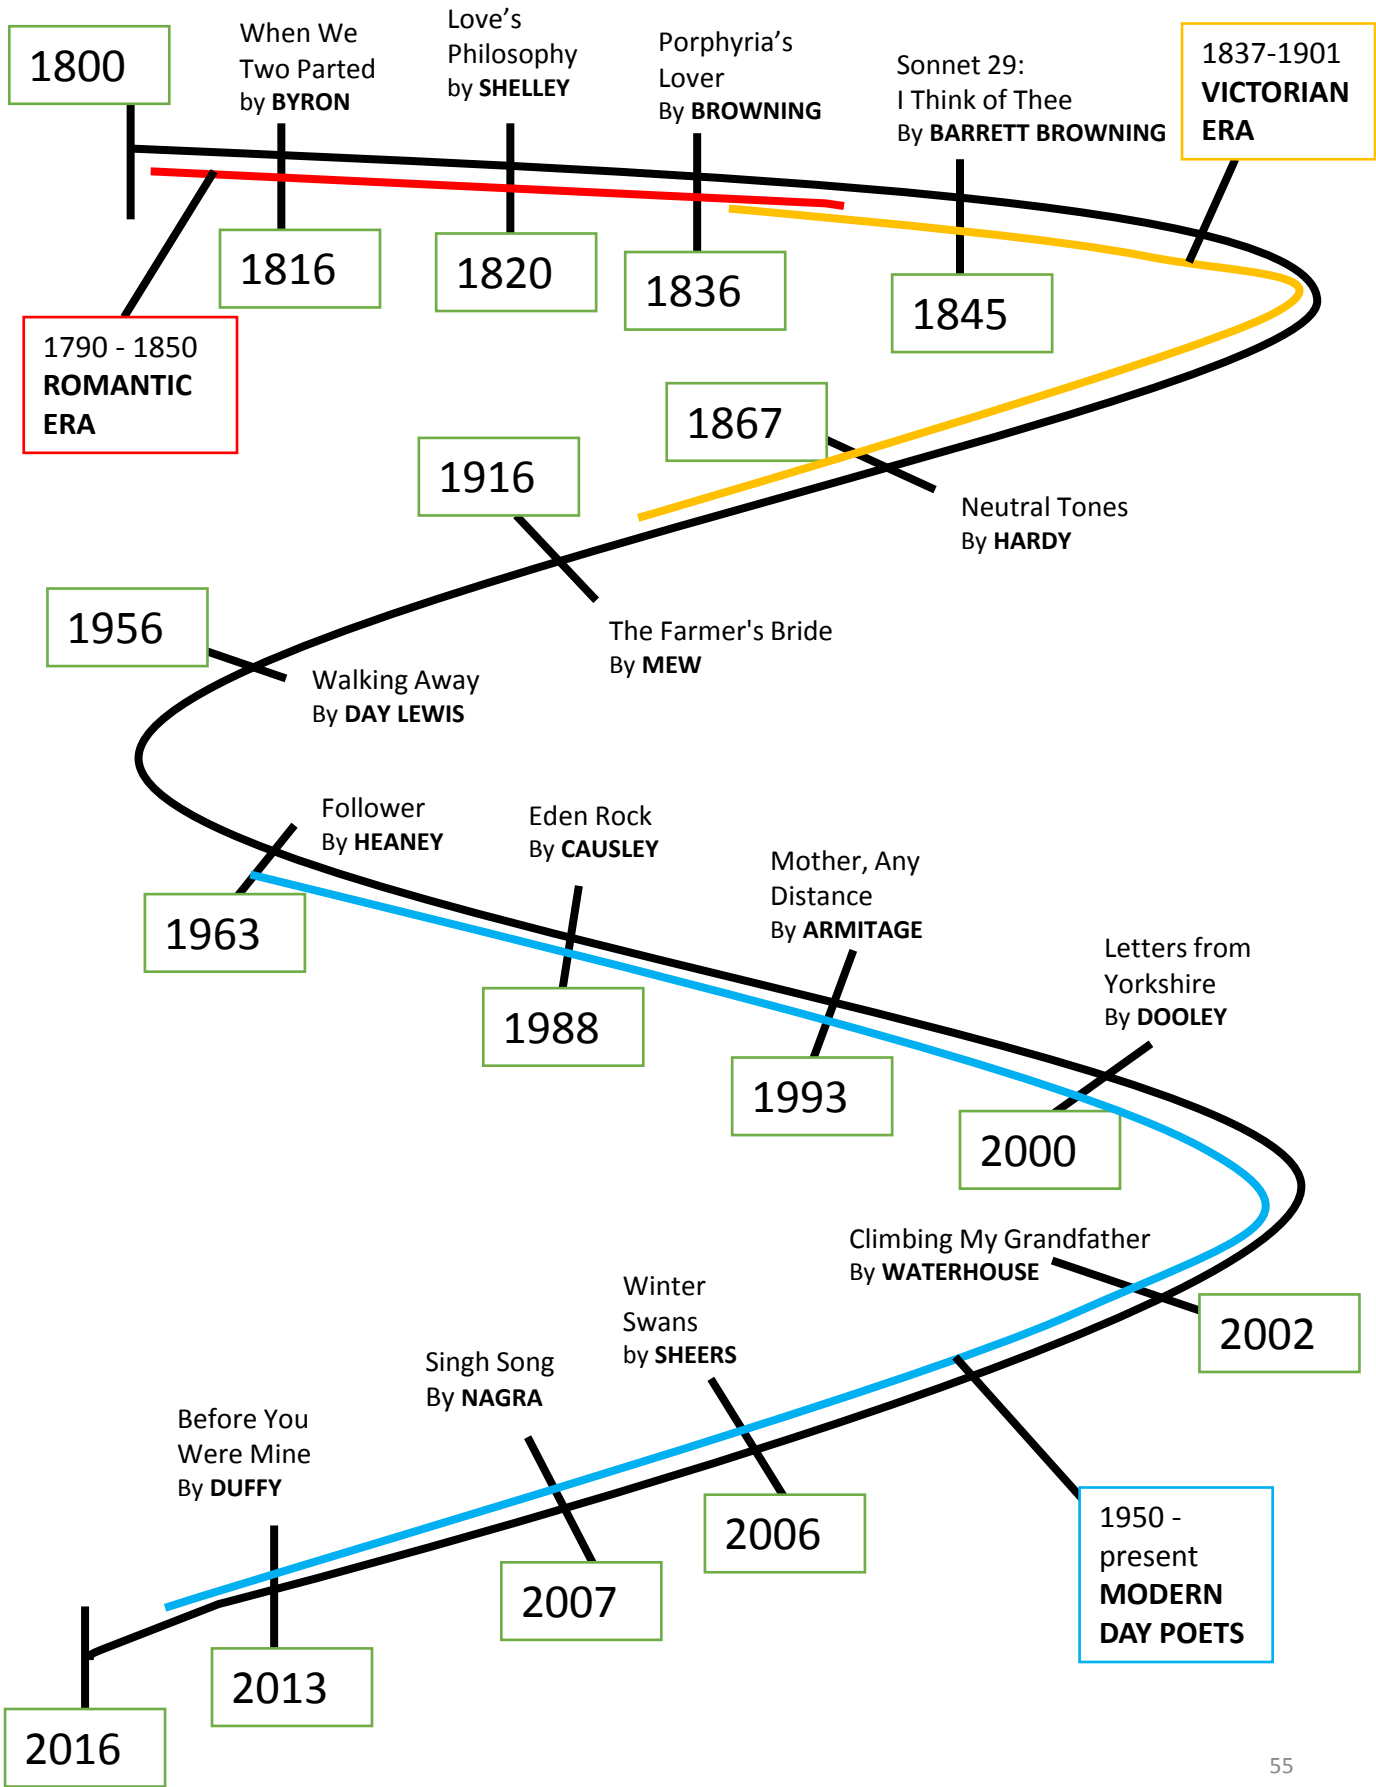 1800
When We
Two Parted
by BYRON
Love's
Philosophy
by SHELLEY
Porphyria's
Lover
By BROWNING
Sonnet 29:
I Think of Thee
By BARRETT BROWNING
1837-1901
VICTORIAN
ERA
1816
1820
1836
1845
1790 - 1850
ROMANTIC
ERA
1867
Neutral Tones
By HARDY
1916
The Farmer's Bride
By MEW
1956
Walking Away
By DAY LEWIS
Follower
By HEANEY
1963
Eden Rock
By CAUSLEY
1988
Mother, Any
Distance
By ARMITAGE
1993
Letters from
Yorkshire
By DOOLEY
2000
Climbing My Grandfather
By WATERHOUSE
2002
Winter
Swans
by SHEERS
2006
Singh Song
By NAGRA
2007
Before You
Were Mine
By DUFFY
2013
1950 -
present
MODERN
DAY POETS
2016
55